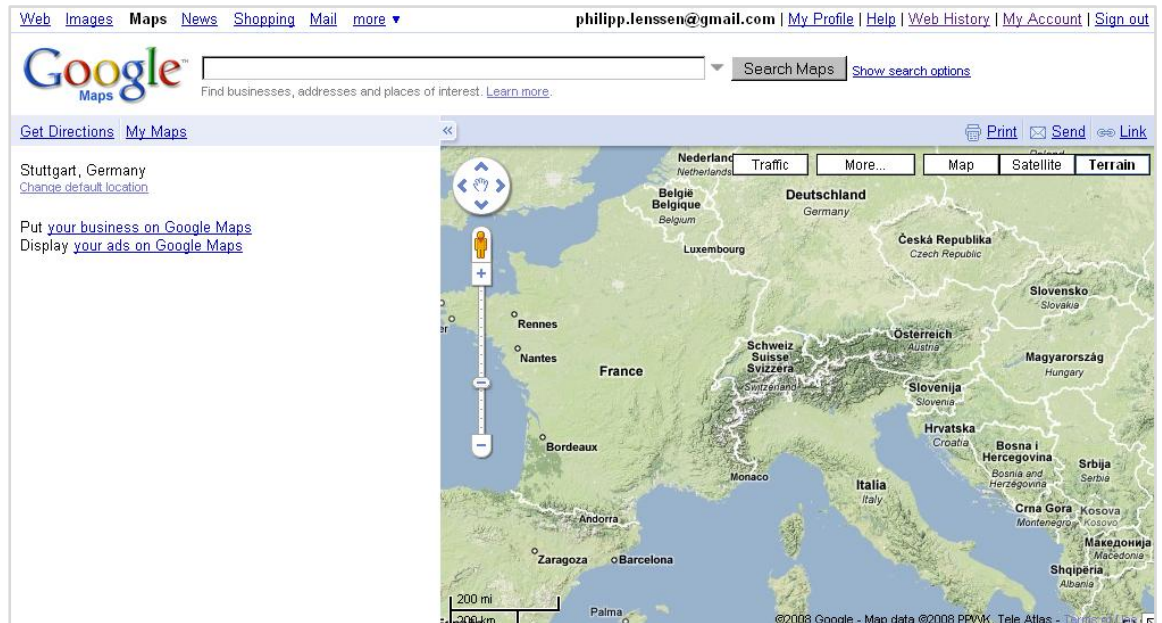 Web Images Maps News Shopping Mail more ▼
philipp.lenssen@gmail.com | My Profile | Help | Web History | My Account | Sign out
Google™
Maps
Search Maps Show search options
Find businesses, addresses and places of interest. Learn more.
Get Directions My Maps
«
Print Send Link
Stuttgart, Germany
Change default location
Put your business on Google Maps
Display your ads on Google Maps
Traffic More... Map Satellite Terrain
Nederland
Netherlands
België
Belgique
Belgium
Deutschland
Germany
Luxembourg
Česká Republika
Czech Republic
Slovensko
Slovakia
Rennes
Nantes
France
Schweiz
Suisse
Svizzera
Switzerland
Österreich
Austria
Magyarország
Hungary
Slovenija
Slovenia
Hrvatska
Croatia
Bordeaux
Bosna i
Hercegovina
Bosnia and
Herzegovina
Srbija
Serbia
Monaco
Italia
Italy
Crna Gora
Montenegro
Kosova
Kosovo
Andorra
Македонија
Macedonia
Zaragoza
Barcelona
Shqipëria
Albania
200 mi
200 km
Palma
©2008 Google - Map data ©2008 PPWK, Tele Atlas - Terms of